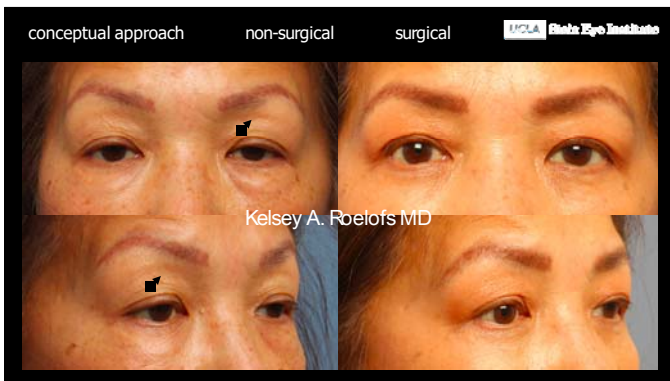 conceptual approach
non-surgical
surgical
UCLA Stein Eye Institute
Kelsey A. Roelofs MD